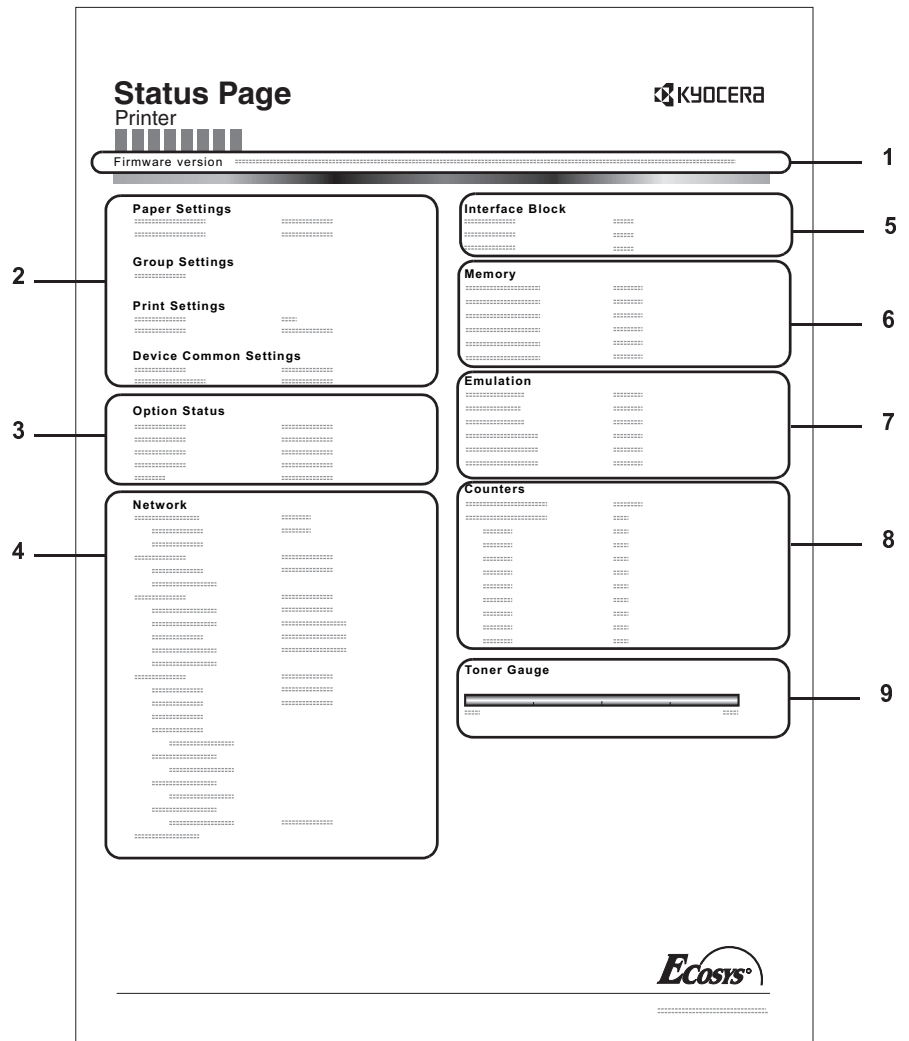 Status Page
Printer
KYOCERA
Firmware version
1
Paper Settings
Group Settings
Print Settings
Device Common Settings
2
Option Status
3
Network
4
Interface Block
5
Memory
6
Emulation
7
Counters
8
Toner Gauge
9
ECOSYS